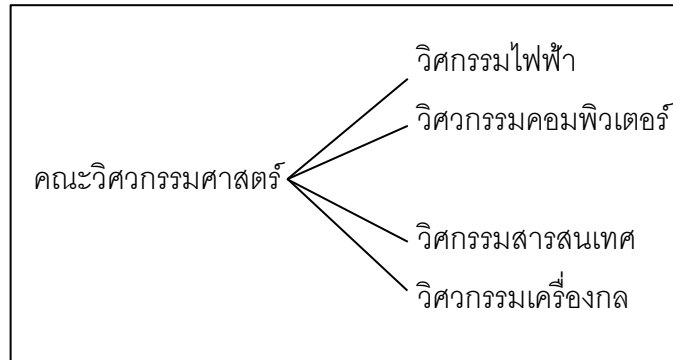 วิศกรรมไฟฟ้า
วิศวกรรมคอมพิวเตอร์
คณะวิศวกรรมศาสตร์
วิศกรรมสารสนเทศ
วิศวกรรมเครื่องกล